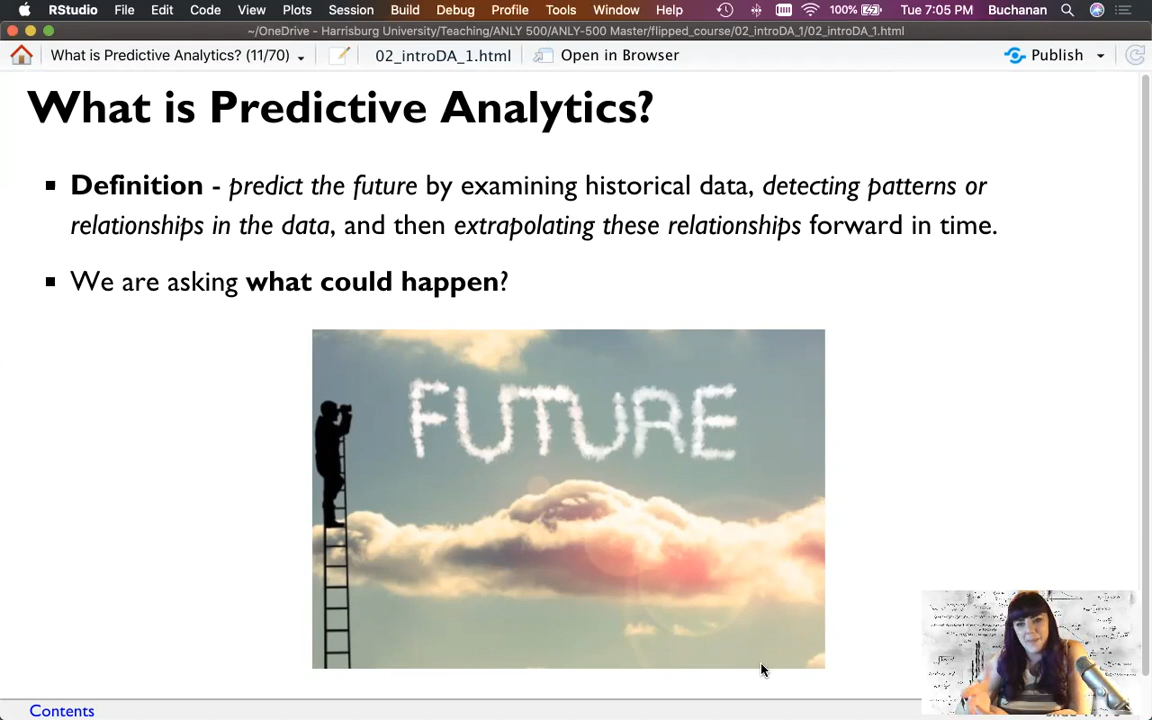 RStudio File Edit Code View Plots Session Build Debug Profile Tools Window Help 100% Tue 7:05 PM Buchanan
~/OneDrive - Harrisburg University/Teaching/ANLY 500/ANLY-500 Master/flipped_course/02_introDA_1/02_introDA_1.html
What is Predictive Analytics? (11/70) 02_introDA_1.html Open in Browser Publish
What is Predictive Analytics?
Definition - predict the future by examining historical data, detecting patterns or
relationships in the data, and then extrapolating these relationships forward in time.
We are asking what could happen?
FUTURE
Contents